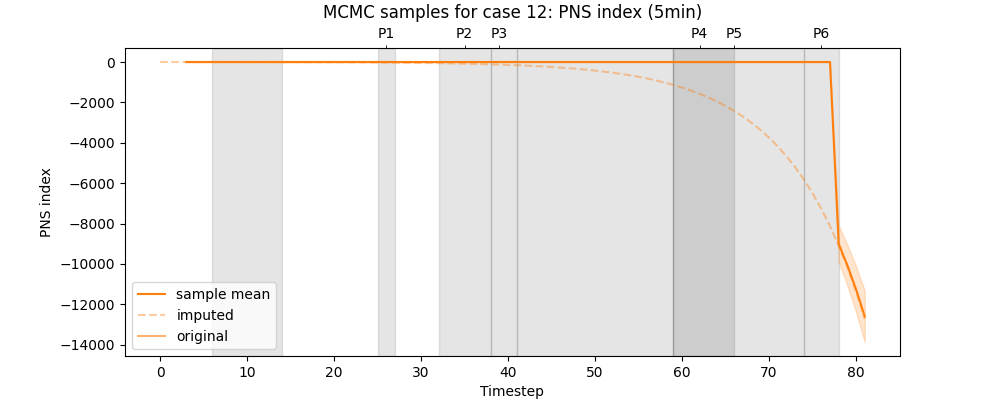 MCMC samples for case 12: PNS index (5min)
P1 P2 P3 P4 P5 P6
0
−2000
−4000
−6000
−8000
−10000
−12000
−14000
PNS index
sample mean
imputed
original
0 10 20 30 40 50 60 70 80
Timestep